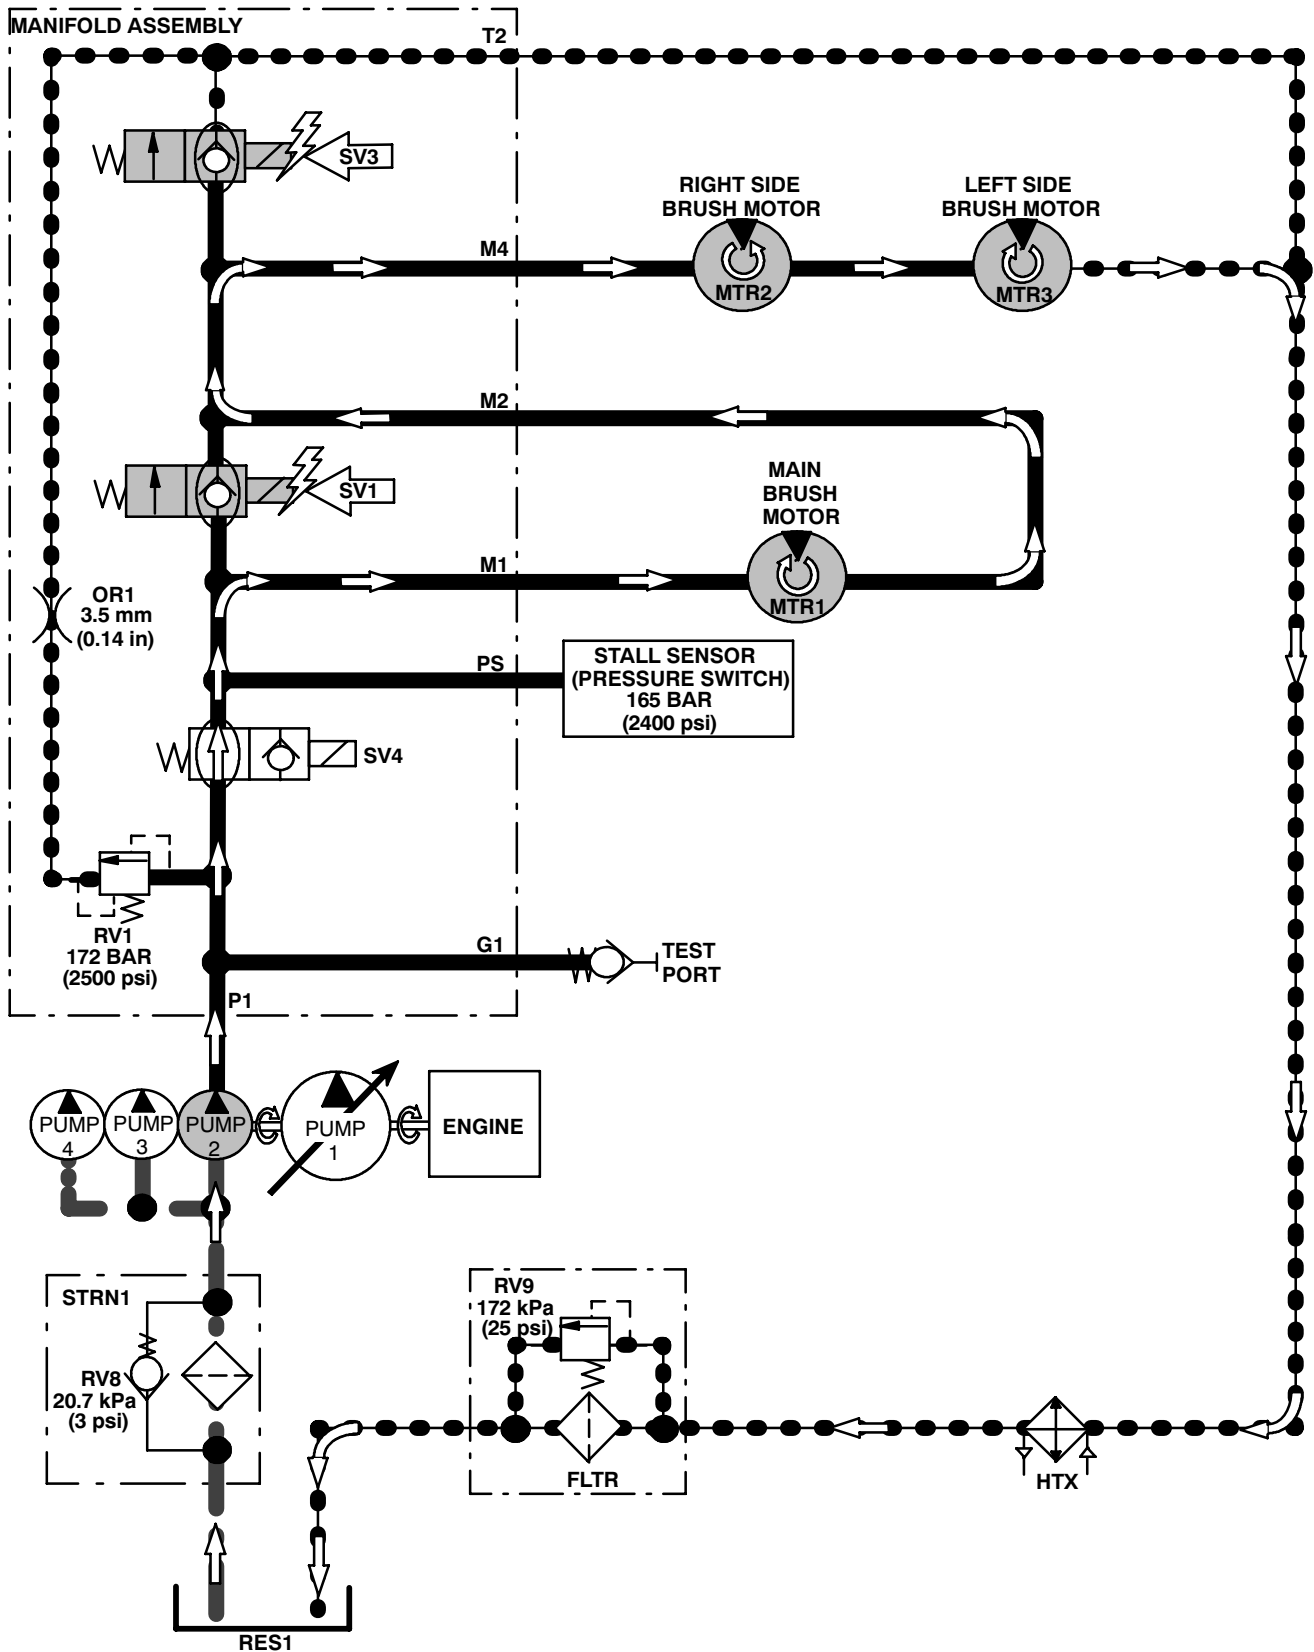 MANIFOLD ASSEMBLY
T2
SV3
RIGHT SIDE
BRUSH MOTOR
LEFT SIDE
BRUSH MOTOR
M4
MTR2
MTR3
M2
SV1
MAIN
BRUSH
MOTOR
M1
MTR1
OR1
3.5 mm
(0.14 in)
PS
STALL SENSOR
(PRESSURE SWITCH)
165 BAR
(2400 psi)
SV4
RV1
172 BAR
(2500 psi)
G1
TEST
PORT
P1
PUMP
4
PUMP
3
PUMP
2
PUMP
1
ENGINE
STRN1
RV8
20.7 kPa
(3 psi)
RV9
172 kPa
(25 psi)
FLTR
HTX
RES1